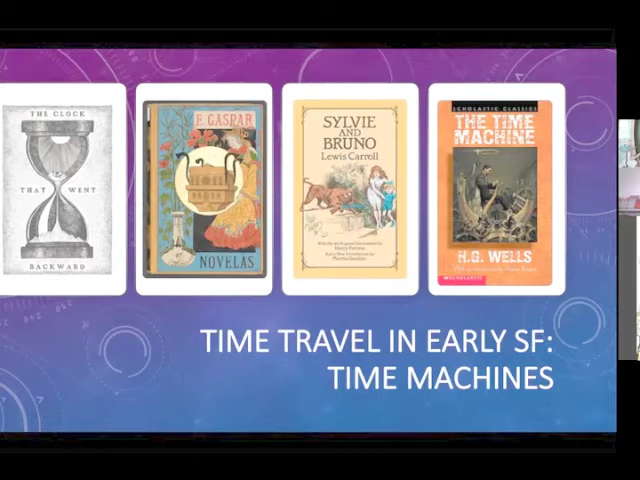 THE CLOCK
THAT WENT
BACKWARD
E. GASPAR
NOVELAS
SYLVIE
AND
BRUNO
Lewis Carroll
SCHOLASTIC CLASSICS
THE TIME
MACHINE
H.G. WELLS
SCHOLASTIC
TIME TRAVEL IN EARLY SF:
TIME MACHINES